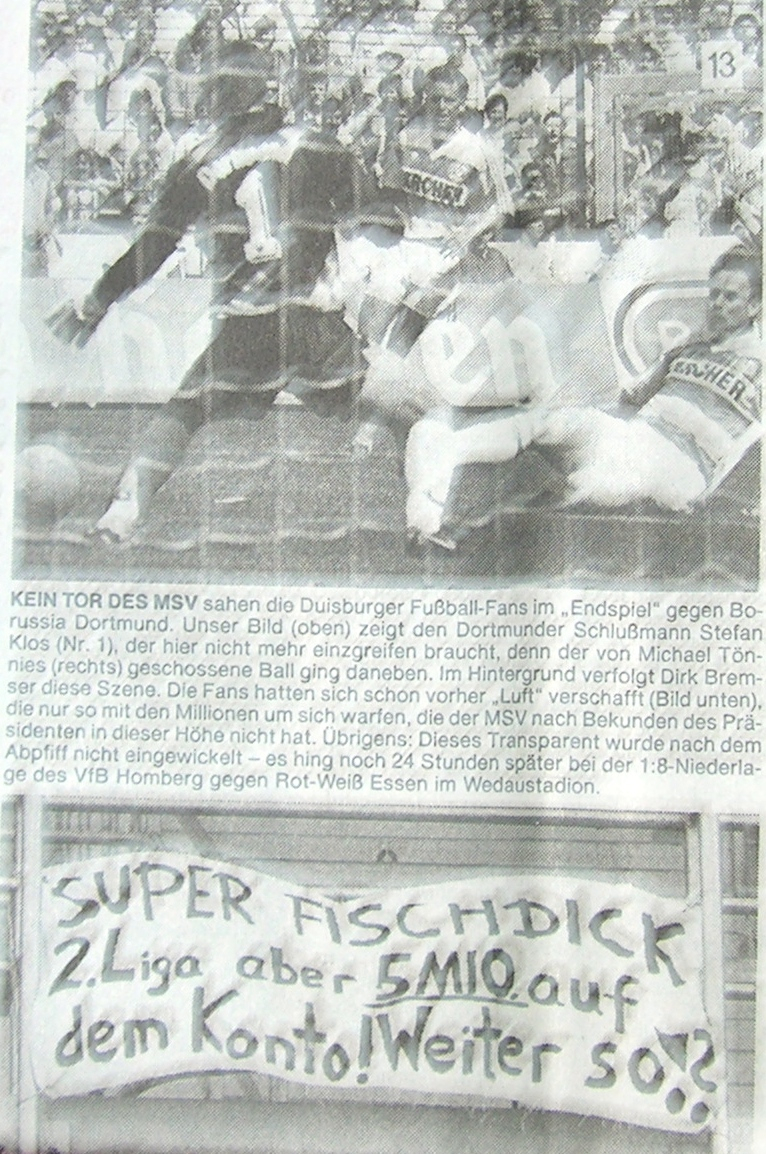 13
1
KÄRCHER
en
KÄRCHER
KEIN TOR DES MSV sahen die Duisburger Fußball-Fans im „Endspiel“ gegen Bo-
russia Dortmund. Unser Bild (oben) zeigt den Dortmunder Schlußmann Stefan
Klos (Nr. 1), der hier nicht mehr einzgreifen braucht, denn der von Michael Tön-
nies (rechts) geschossene Ball ging daneben. Im Hintergrund verfolgt Dirk Brem-
ser diese Szene. Die Fans hatten sich schon vorher „Luft“ verschafft (Bild unten),
die nur so mit den Millionen um sich warfen, die der MSV nach Bekunden des Prä-
sidenten in dieser Höhe nicht hat. Übrigens: Dieses Transparent wurde nach dem
Abpfiff nicht eingewickelt – es hing noch 24 Stunden später bei der 1:8-Niederla-
ge des VfB Homberg gegen Rot-Weiß Essen im Wedaustadion.
SUPER FISCHDICK
2.Liga aber 5MIO. auf
dem Konto! Weiter so!?